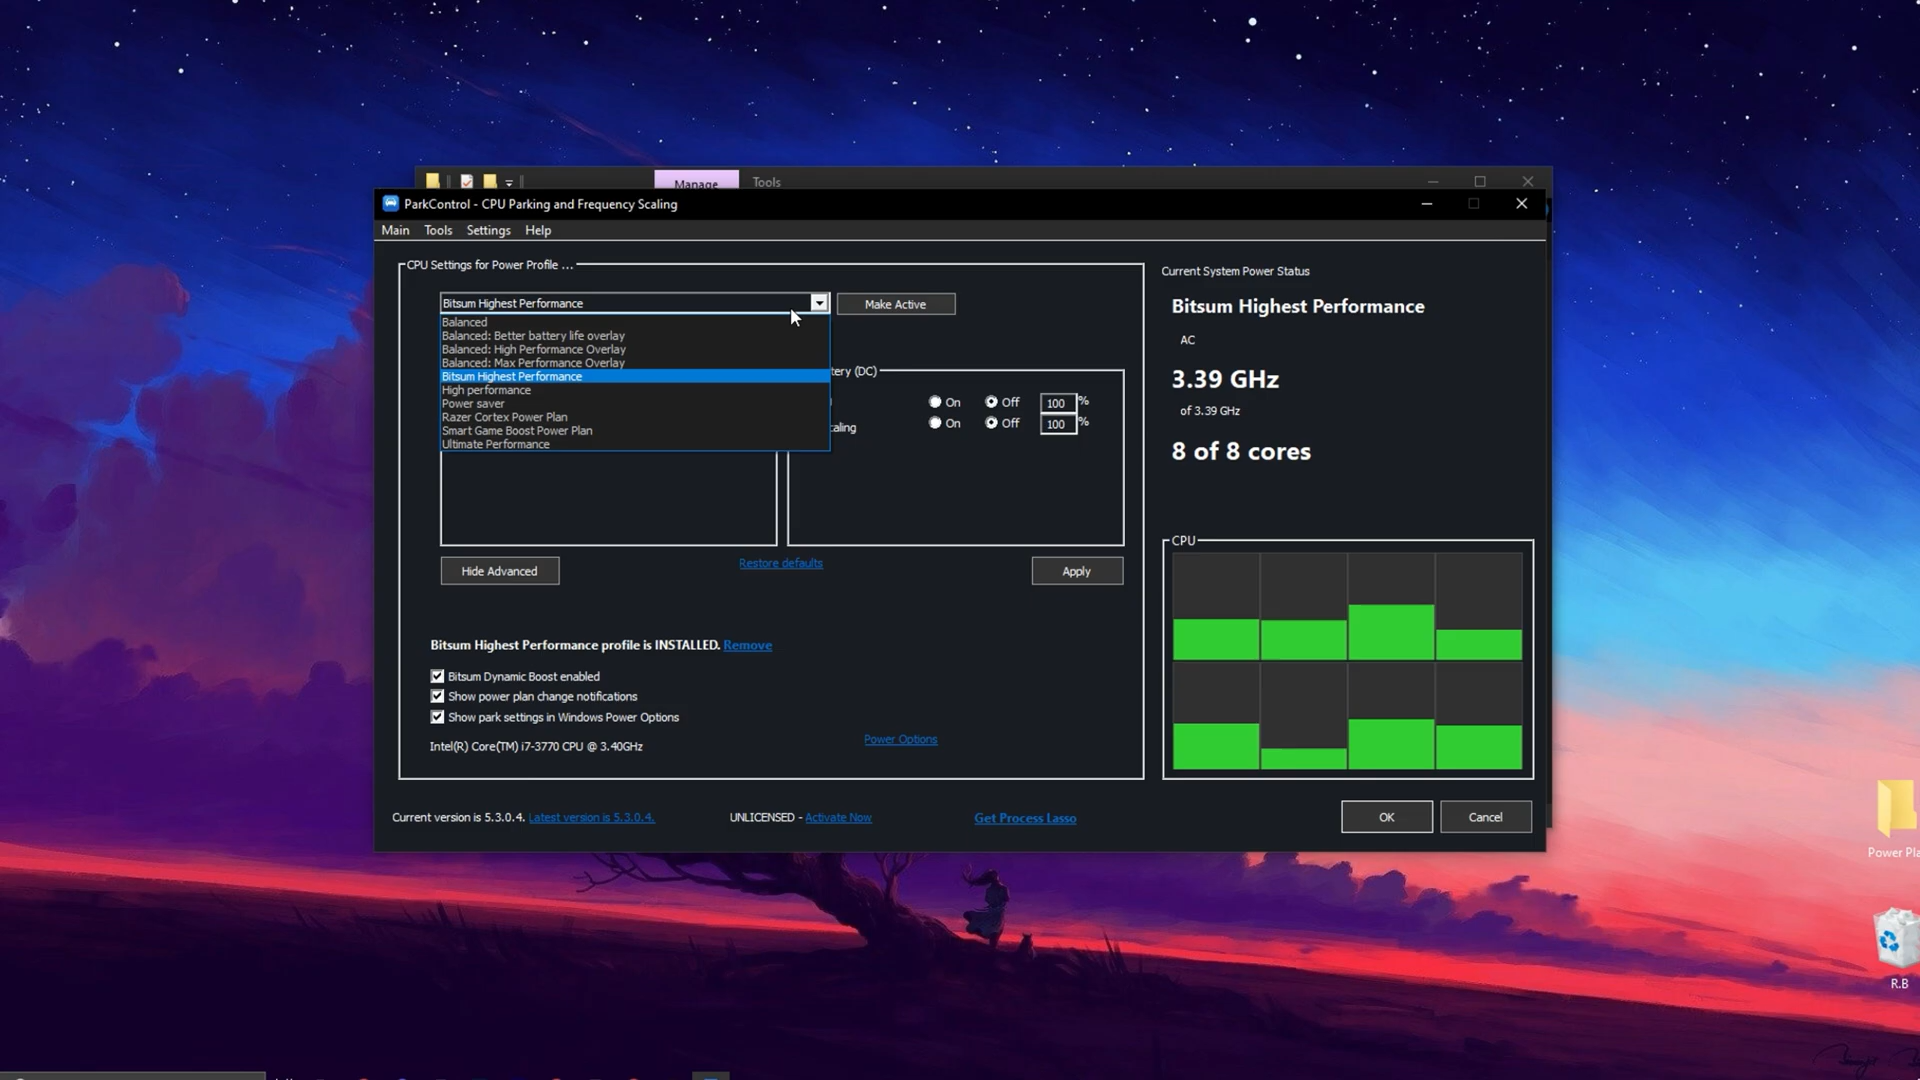 Manage
Tools
ParkControl - CPU Parking and Frequency Scaling
Main Tools Settings Help
CPU Settings for Power Profile ...
Bitsum Highest Performance
Make Active
Balanced
Balanced: Better battery life overlay
Balanced: High Performance Overlay
Balanced: Max Performance Overlay
Bitsum Highest Performance
High performance
Power saver
Razer Cortex Power Plan
Smart Game Boost Power Plan
Ultimate Performance
(DC)
On Off 100 %
On Off 100 %
Hide Advanced
Restore defaults
Apply
Bitsum Highest Performance profile is INSTALLED. Remove
Bitsum Dynamic Boost enabled
Show power plan change notifications
Show park settings in Windows Power Options
Intel(R) Core(TM) i7-3770 CPU @ 3.40GHz
Power Options
Current System Power Status
Bitsum Highest Performance
AC
3.39 GHz
of 3.39 GHz
8 of 8 cores
CPU
Current version is 5.3.0.4. Latest version is 5.3.0.4.
UNLICENSED - Activate Now
Get Process Lasso
OK
Cancel
Power Pla
R.B